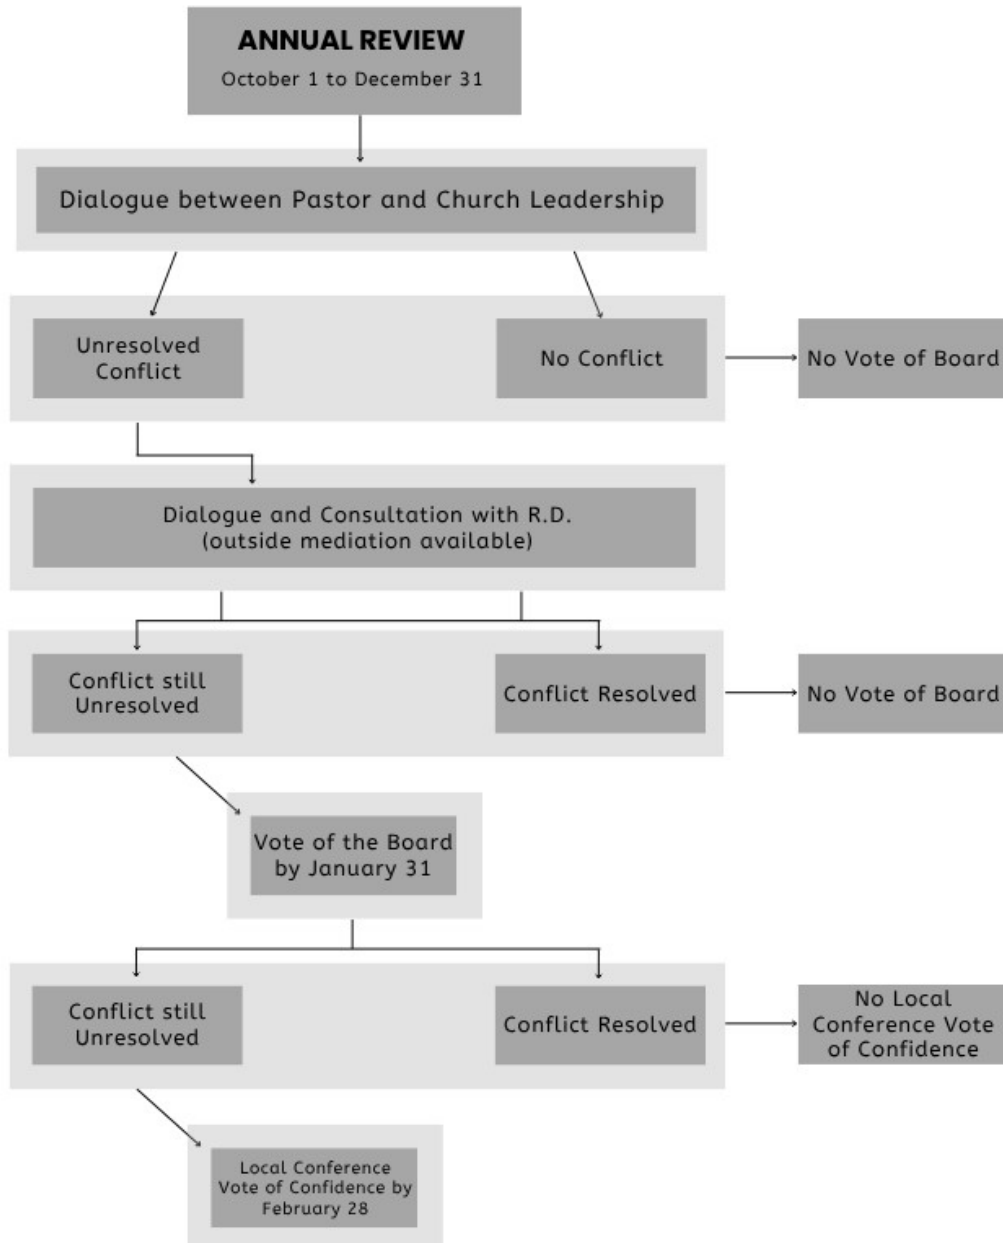 ANNUAL REVIEW
October 1 to December 31
Dialogue between Pastor and Church Leadership
Unresolved
Conflict
No Conflict
No Vote of Board
Dialogue and Consultation with R.D.
(outside mediation available)
Conflict still
Unresolved
Conflict Resolved
No Vote of Board
Vote of the Board
by January 31
Conflict still
Unresolved
Conflict Resolved
No Local
Conference Vote
of Confidence
Local Conference
Vote of Confidence by
February 28